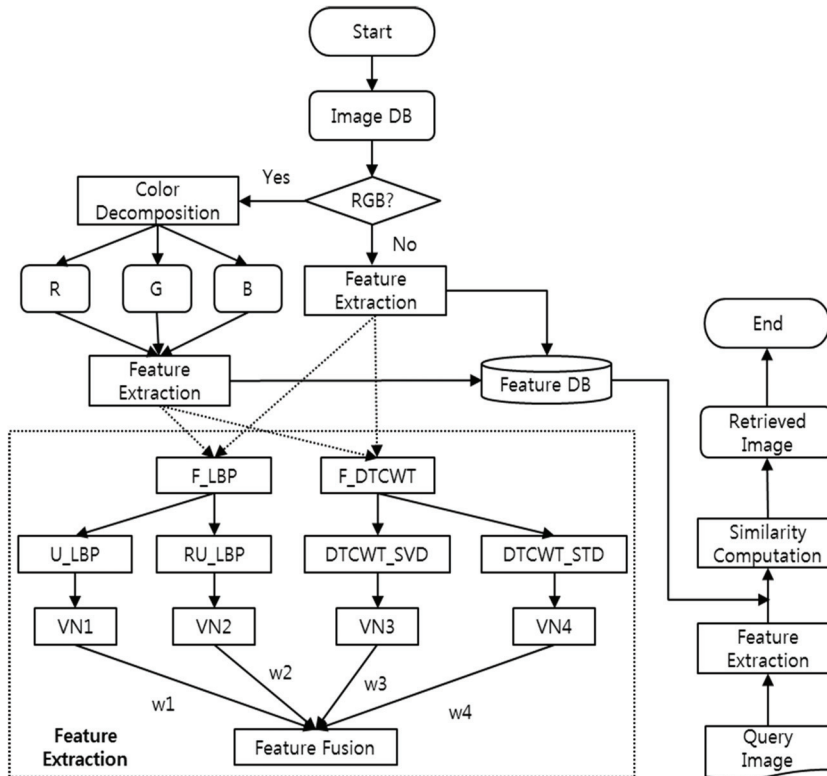 Start
Image DB
RGB?
Yes
No
Color
Decomposition
R
G
B
Feature
Extraction
Feature
Extraction
Feature DB
F_LBP
F_DTCWT
U_LBP
RU_LBP
DTCWT_SVD
DTCWT_STD
VN1
VN2
VN3
VN4
w1
w2
w3
w4
Feature Fusion
Feature
Extraction
End
Retrieved
Image
Similarity
Computation
Feature
Extraction
Query
Image